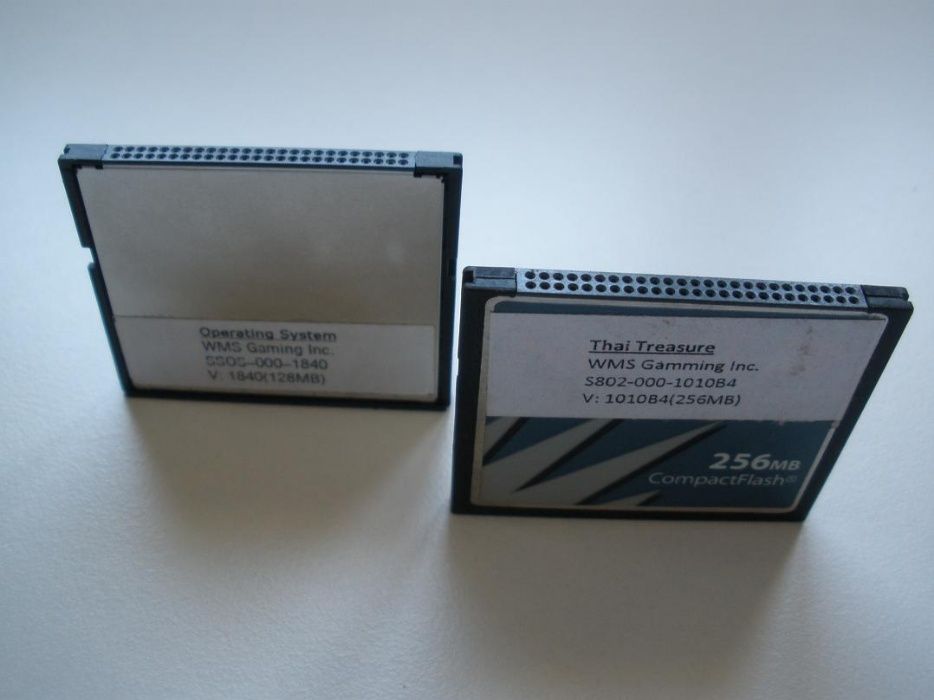 Operating System
WMS Gaming Inc.
SSOS-000-1840
V: 1840(128MB)
Thai Treasure
WMS Gamming Inc.
S802-000-1010B4
V: 1010B4(256MB)
256MB
CompactFlash®